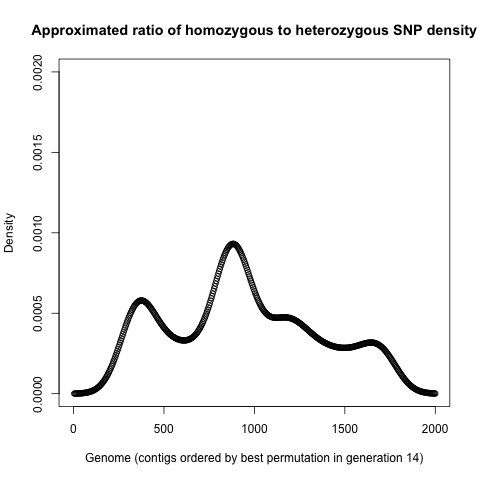 Approximated ratio of homozygous to heterozygous SNP density
0.0020
0.0015
0.0010
0.0005
0.0000
Density
0 500 1000 1500 2000
Genome (contigs ordered by best permutation in generation 14)